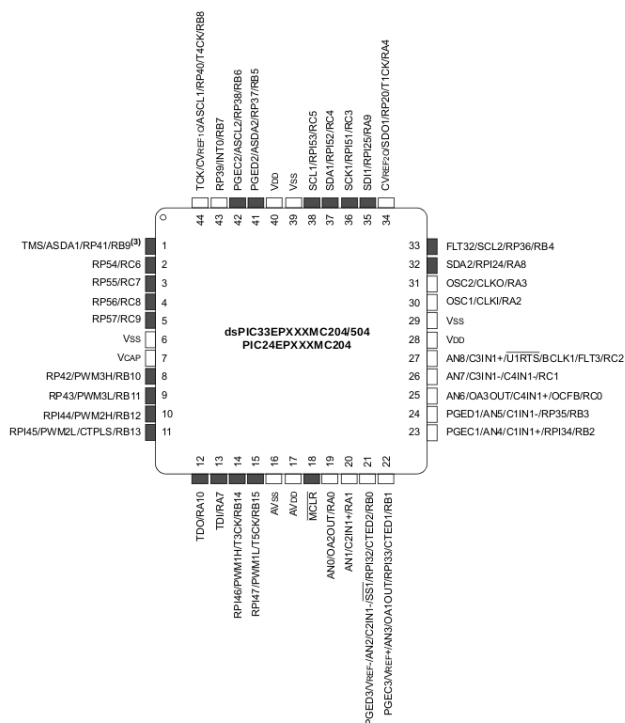 TCK/CVREF1O/ASCL1/RP40/T4CK/RB8
RP39/INT0/RB7
PGEC2/ASCL2/RP38/RB6
PGED2/ASDA2/RP37/RB5
VDD
VSS
SCL1/RPI53/RC5
SDA1/RPI52/RC4
SCK1/RPI51/RC3
SDI1/RPI25/RA9
CVREF2O/SDO1/RP20/T1CK/RA4
44 43 42 41 40 39 38 37 36 35 34
TMS/ASDA1/RP41/RB9(3) 1
RP54/RC6 2
RP55/RC7 3
RP56/RC8 4
RP57/RC9 5
VSS 6
VCAP 7
RP42/PWM3H/RB10 8
RP43/PWM3L/RB11 9
RPI44/PWM2H/RB12 10
RPI45/PWM2L/CTPLS/RB13 11
dsPIC33EPXXXMC204/504
PIC24EPXXXMC204
33 FLT32/SCL2/RP36/RB4
32 SDA2/RPI24/RA8
31 OSC2/CLKO/RA3
30 OSC1/CLKI/RA2
29 VSS
28 VDD
27 AN8/C3IN1+/U1RTS/BCLK1/FLT3/RC2
26 AN7/C3IN1-/C4IN1-/RC1
25 AN6/OA3OUT/C4IN1+/OCFB/RC0
24 PGED1/AN5/C1IN1-/RP35/RB3
23 PGEC1/AN4/C1IN1+/RPI34/RB2
12 13 14 15 16 17 18 19 20 21 22
TDO/RA10
TDI/RA7
RPI46/PWM1H/T3CK/RB14
RPI47/PWM1L/T5CK/RB15
AVSS
AVDD
MCLR
AN0/OA2OUT/RA0
AN1/C2IN1+/RA1
PGED3/VREF-/AN2/C2IN1-/SS1/RPI32/CTED2/RB0
PGEC3/VREF+/AN3/OA1OUT/RPI33/CTED1/RB1